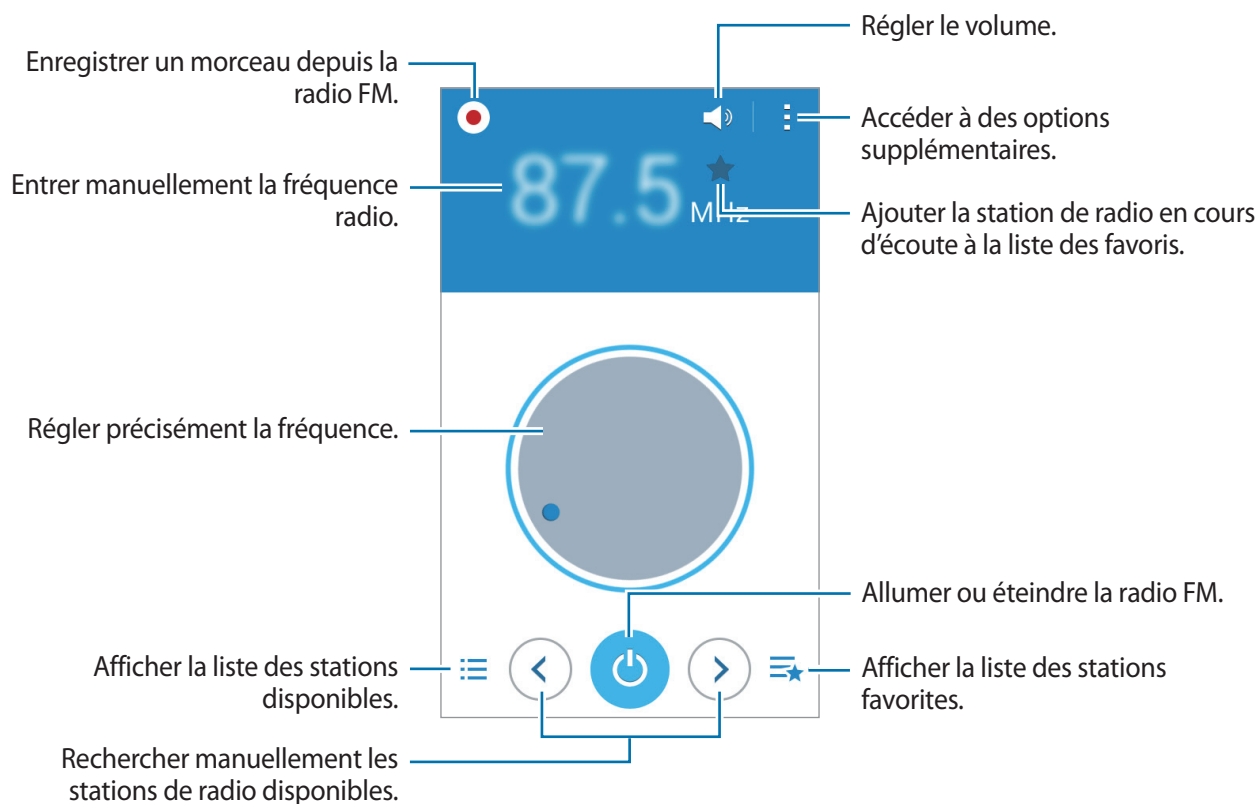 Régler le volume.
Enregistrer un morceau depuis la
radio FM.
Accéder à des options
supplémentaires.
Entrer manuellement la fréquence
radio.
87.5
MHz
Ajouter la station de radio en cours
d'écoute à la liste des favoris.
Régler précisément la fréquence.
Allumer ou éteindre la radio FM.
Afficher la liste des stations
disponibles.
Afficher la liste des stations
favorites.
Rechercher manuellement les
stations de radio disponibles.